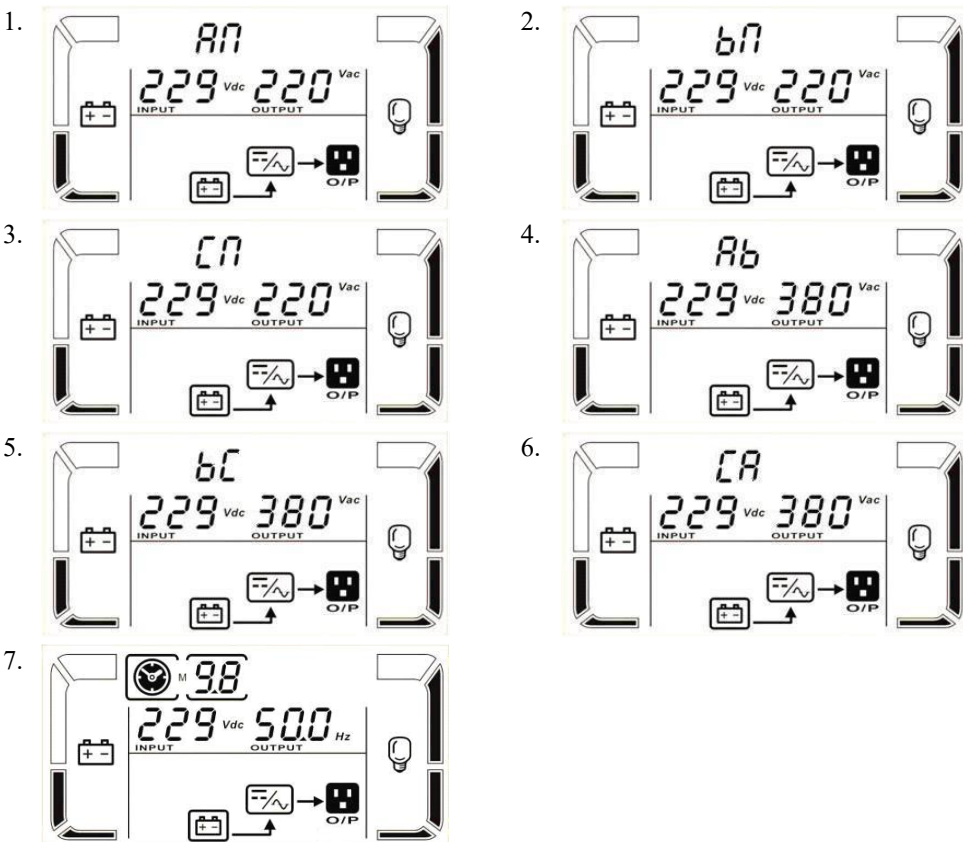 1.
AN
229 Vdc 220 Vac
INPUT OUTPUT
+ -
+ -
O/P
2.
bN
229 Vdc 220 Vac
INPUT OUTPUT
+ -
+ -
O/P
3.
CN
229 Vdc 220 Vac
INPUT OUTPUT
+ -
+ -
O/P
4.
Ab
229 Vdc 380 Vac
INPUT OUTPUT
+ -
+ -
O/P
5.
bC
229 Vdc 380 Vac
INPUT OUTPUT
+ -
+ -
O/P
6.
CA
229 Vdc 380 Vac
INPUT OUTPUT
+ -
+ -
O/P
7.
M 9.8
229 Vdc 50.0 Hz
INPUT OUTPUT
+ -
+ -
O/P